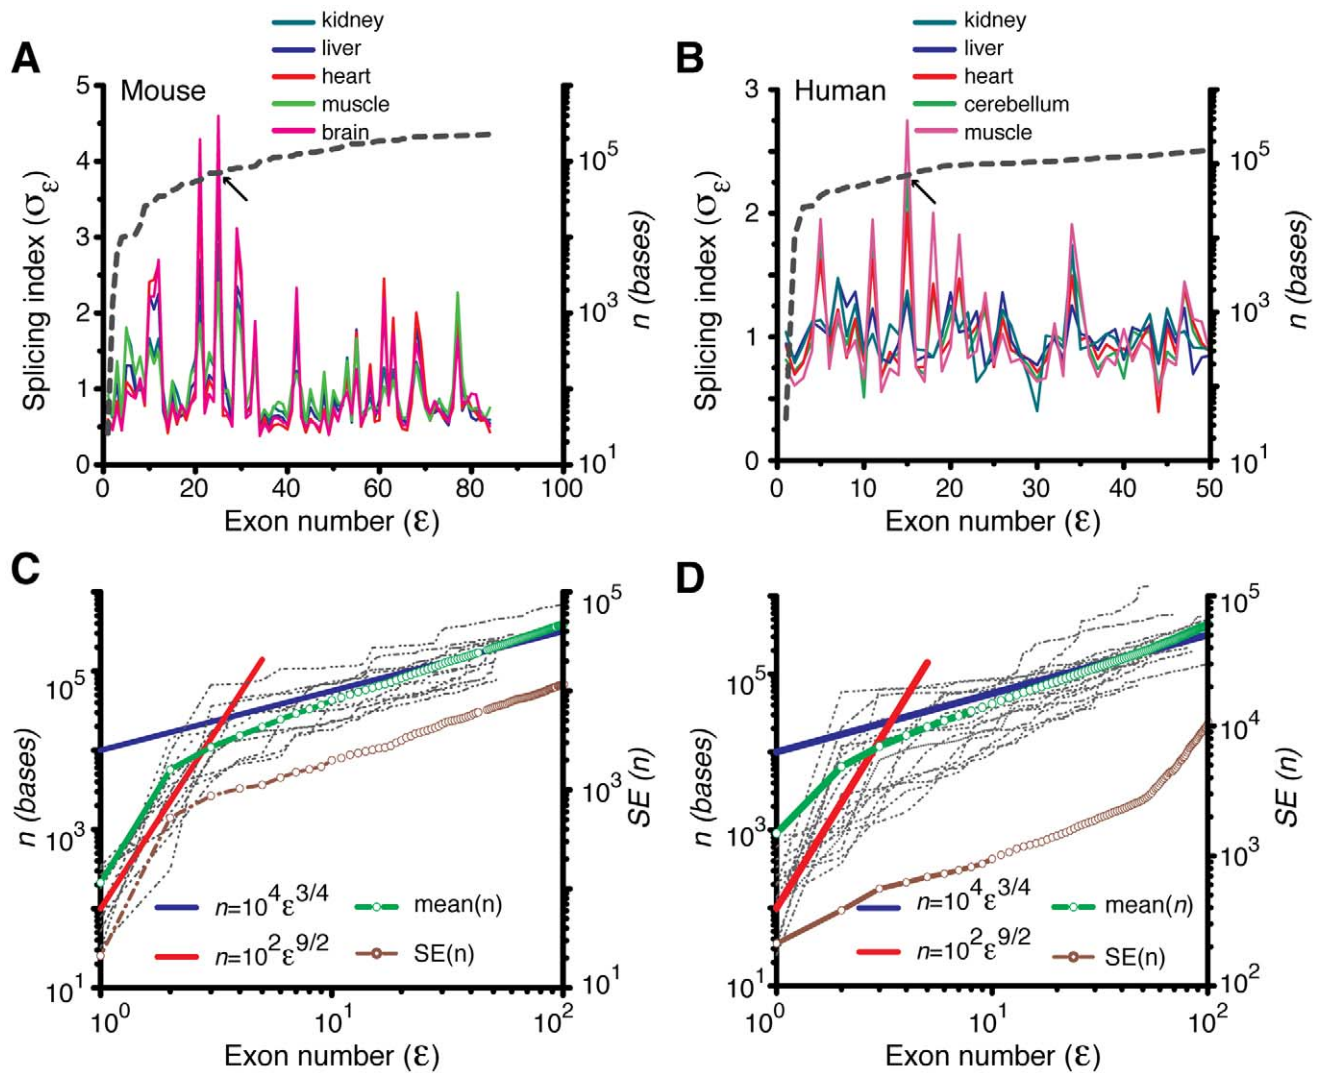 A
Mouse
kidney
liver
heart
muscle
brain
5
4
3
2
1
0
Splicing index (σε)
10^5
10^3
10^1
n (bases)
0 20 40 60 80 100
Exon number (ε)
B
Human
kidney
liver
heart
cerebellum
muscle
3
2
1
0
Splicing index (σε)
10^5
10^3
10^1
n (bases)
0 10 20 30 40 50
Exon number (ε)
C
10^5
10^3
10^1
n (bases)
10^5
10^3
10^1
SE (n)
n=10^4ε^3/4
n=10^2ε^9/2
mean(n)
SE(n)
10^0 10^1 10^2
Exon number (ε)
D
10^5
10^3
10^1
n (bases)
10^5
10^4
10^3
10^2
SE (n)
n=10^4ε^3/4
n=10^2ε^9/2
mean(n)
SE(n)
10^0 10^1 10^2
Exon number (ε)